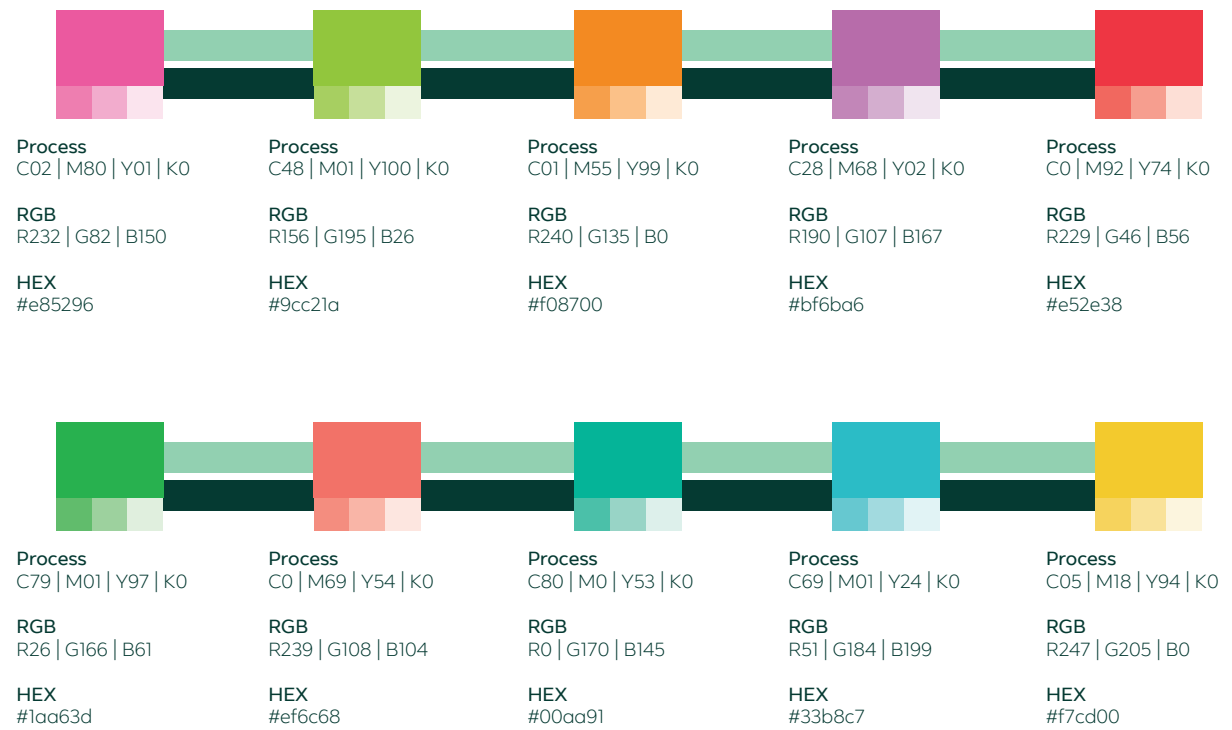 Process
C02 | M80 | Y01 | K0
RGB
R232 | G82 | B150
HEX
#e85296
Process
C48 | M01 | Y100 | K0
RGB
R156 | G195 | B26
HEX
#9cc21a
Process
C01 | M55 | Y99 | K0
RGB
R240 | G135 | B0
HEX
#f08700
Process
C28 | M68 | Y02 | K0
RGB
R190 | G107 | B167
HEX
#bf6ba6
Process
C0 | M92 | Y74 | K0
RGB
R229 | G46 | B56
HEX
#e52e38
Process
C79 | M01 | Y97 | K0
RGB
R26 | G166 | B61
HEX
#1aa63d
Process
C0 | M69 | Y54 | K0
RGB
R239 | G108 | B104
HEX
#ef6c68
Process
C80 | M0 | Y53 | K0
RGB
R0 | G170 | B145
HEX
#00aa91
Process
C69 | M01 | Y24 | K0
RGB
R51 | G184 | B199
HEX
#33b8c7
Process
C05 | M18 | Y94 | K0
RGB
R247 | G205 | B0
HEX
#f7cd00